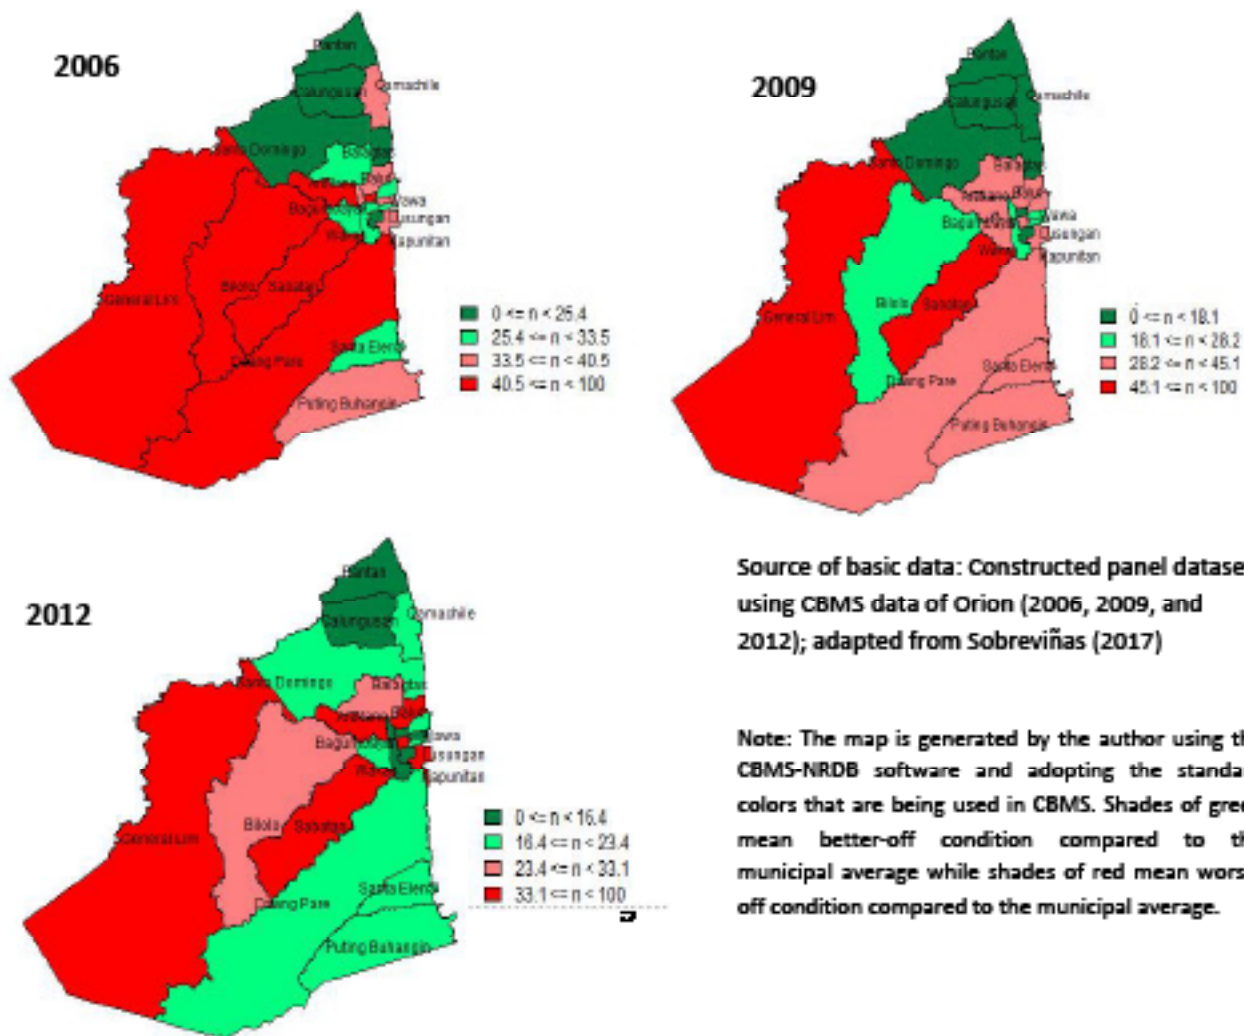 2006
Pantan
Calungusan
Camachile
Santo Domingo
Balagtas
Wawa
Lusungan
Kapunitan
General Lim
Bilolo
Sabatan
Daang Pare
Santa Elena
Puting Buhangin
0 <= n < 25.4
25.4 <= n < 33.5
33.5 <= n < 40.5
40.5 <= n < 100
2009
Pantan
Calungusan
Camachile
Santo Domingo
Balagtas
Wawa
Lusungan
Kapunitan
General Lim
Bilolo
Sabatan
Daang Pare
Santa Elena
Puting Buhangin
0 <= n < 18.1
18.1 <= n < 28.2
28.2 <= n < 45.1
45.1 <= n < 100
2012
Pantan
Calungusan
Camachile
Santo Domingo
Balagtas
Wawa
Lusungan
Kapunitan
General Lim
Bilolo
Sabatan
Daang Pare
Santa Elena
Puting Buhangin
0 <= n < 16.4
16.4 <= n < 23.4
23.4 <= n < 33.1
33.1 <= n < 100
Source of basic data: Constructed panel datase
using CBMS data of Orion (2006, 2009, and
2012); adapted from Sobreviñas (2017)
Note: The map is generated by the author using th
CBMS-NRDB software and adopting the standar
colors that are being used in CBMS. Shades of gree
mean better-off condition compared to th
municipal average while shades of red mean wors
off condition compared to the municipal average.